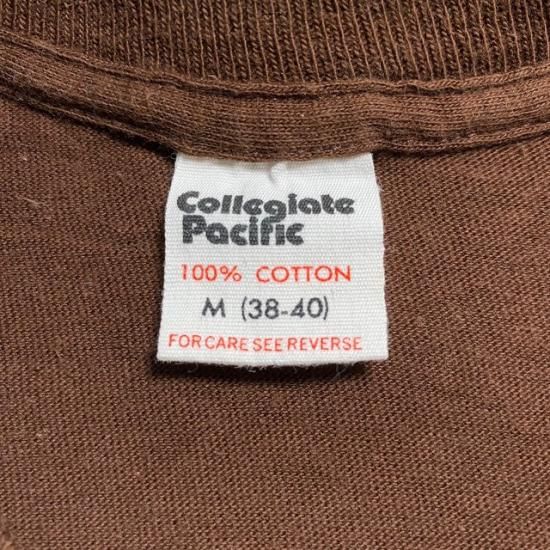 Collegiate
Pacific
100% COTTON
M (38-40)
FOR CARE SEE REVERSE